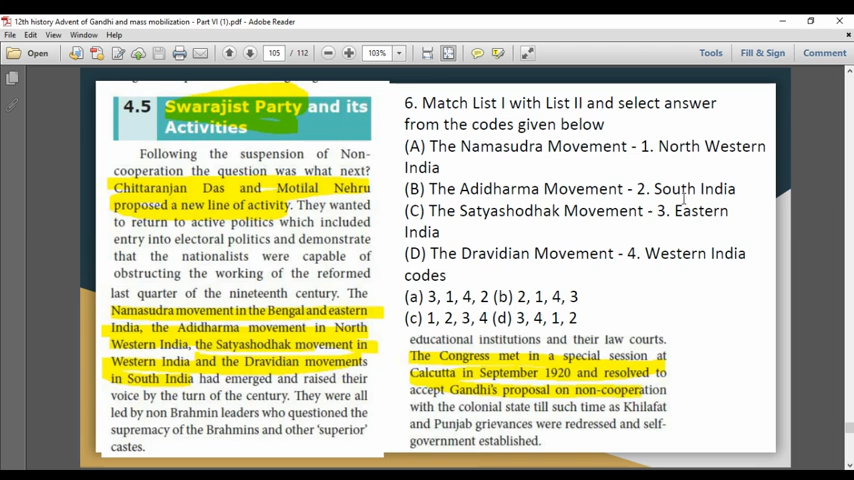 12th history Advent of Gandhi and mass mobilization - Part VI (1).pdf - Adobe Reader
File Edit View Window Help
Open
105 / 112
103%
Tools
Fill & Sign
Comment
4.5 Swarajist Party and its
Activities
Following the suspension of Non-
cooperation the question was what next?
Chittaranjan Das and Motilal Nehru
proposed a new line of activity. They wanted
to return to active politics which included
entry into electoral politics and demonstrate
that the nationalists were capable of
obstructing the working of the reformed
last quarter of the nineteenth century. The
Namasudra movement in the Bengal and eastern
India, the Adidharma movement in North
Western India, the Satyashodhak movement in
Western India and the Dravidian movements
in South India had emerged and raised their
voice by the turn of the century. They were all
led by non Brahmin leaders who questioned the
supremacy of the Brahmins and other 'superior'
castes.
6. Match List I with List II and select answer
from the codes given below
(A) The Namasudra Movement - 1. North Western
India
(B) The Adidharma Movement - 2. South India
(C) The Satyashodhak Movement - 3. Eastern
India
(D) The Dravidian Movement - 4. Western India
codes
(a) 3, 1, 4, 2 (b) 2, 1, 4, 3
(c) 1, 2, 3, 4 (d) 3, 4, 1, 2
educational institutions and their law courts.
The Congress met in a special session at
Calcutta in September 1920 and resolved to
accept Gandhi's proposal on non-cooperation
with the colonial state till such time as Khilafat
and Punjab grievances were redressed and self-
government established.